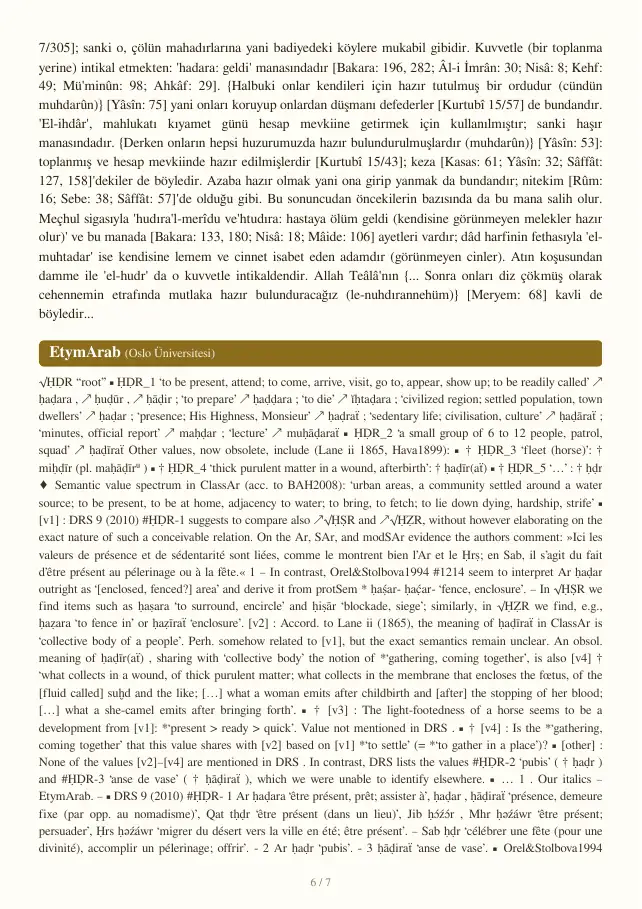 7/305]; sanki o, çölün mahadırlarına yani badiyedeki köylere mukabil gibidir. Kuvvetle (bir toplanma
yerine) intikal etmekten: 'hadara: geldi' manasındadır [Bakara: 196, 282; Âl-i İmrân: 30; Nisâ: 8; Kehf:
49; Mü'minûn: 98; Ahkâf: 29]. {Halbuki onlar kendileri için hazır tutulmuş bir ordudur (cündün
muhdarûn)} [Yâsîn: 75] yani onları koruyup onlardan düşmanı defederler [Kurtubî 15/57] de bundandır.
'El-ihdâr', mahlukatı kıyamet günü hesap mevkiine getirmek için kullanılmıştır; sanki haşır
manasındadır. {Derken onların hepsi huzurumuzda hazır bulundurulmuşlardır (muhdarûn)} [Yâsîn: 53]:
toplanmış ve hesap mevkiinde hazır edilmişlerdir [Kurtubî 15/43]; keza [Kasas: 61; Yâsîn: 32; Sâffât:
127, 158]'dekiler de böyledir. Azaba hazır olmak yani ona girip yanmak da bundandır; nitekim [Rûm:
16; Sebe: 38; Sâffât: 57]'de olduğu gibi. Bu sonuncudan öncekilerin bazısında da bu mana salih olur.
Meçhul sigasıyla 'hudıra'l-merîdu ve'htudıra: hastaya ölüm geldi (kendisine görünmeyen melekler hazır
olur)' ve bu manada [Bakara: 133, 180; Nisâ: 18; Mâide: 106] ayetleri vardır; dâd harfinin fethasıyla 'el-
muhtadar' ise kendisine lemem ve cinnet isabet eden adamdır (görünmeyen cinler). Atın koşusundan
damme ile 'el-hudr' da o kuvvetle intikaldendir. Allah Teâlâ'nın {... Sonra onları diz çökmüş olarak
cehennemin etrafında mutlaka hazır bulunduracağız (le-nuhdırannehüm)} [Meryem: 68] kavli de
böyledir...
EtymArab (Oslo Üniversitesi)
√ḤḌR “root” ▪ ḤḌR_1 ‘to be present, attend; to come, arrive, visit, go to, appear, show up; to be readily called’ ↗
ḥaḍara , ↗ ḥuḍūr , ↗ ḥāḍir ; ‘to prepare’ ↗ ḥaḍḍara ; ‘to die’ ↗ ĭḥtaḍara ; ‘civilized region; settled population, town
dwellers’ ↗ ḥaḍar ; ‘presence; His Highness, Monsieur’ ↗ ḥaḍraẗ ; ‘sedentary life; civilisation, culture’ ↗ ḥaḍāraẗ ;
‘minutes, official report’ ↗ maḥḍar ; ‘lecture’ ↗ muḥāḍaraẗ ▪ ḤḌR_2 ‘a small group of 6 to 12 people, patrol,
squad’ ↗ ḥaḍīraẗ Other values, now obsolete, include (Lane ii 1865, Hava1899): ▪ † ḤḌR_3 ‘fleet (horse)’: †
miḥḍīr (pl. maḥāḍīrᵘ ) ▪ † ḤḌR_4 ‘thick purulent matter in a wound, afterbirth’: † ḥaḍīr(aẗ) ▪ † ḤḌR_5 ‘…’ : † ḥḍr
♦ Semantic value spectrum in ClassAr (acc. to BAH2008): ‘urban areas, a community settled around a water
source; to be present, to be at home, adjacency to water; to bring, to fetch; to lie down dying, hardship, strife’ ▪
[v1] : DRS 9 (2010) #ḤḌR-1 suggests to compare also ↗√ḤṢR and ↗√ḤẒR, without however elaborating on the
exact nature of such a conceivable relation. On the Ar, SAr, and modSAr evidence the authors comment: »Ici les
valeurs de présence et de sédentarité sont liées, comme le montrent bien l’Ar et le Ḥrṣ; en Sab, il s’agit du fait
d’être présent au pélerinage ou à la fête.« 1 – In contrast, Orel&Stolbova1994 #1214 seem to interpret Ar ḥaḍar
outright as ‘[enclosed, fenced?] area’ and derive it from protSem * ḥaṣ́ar- ḥaç̣ar- ‘fence, enclosure’. – In √ḤṢR we
find items such as ḥaṣara ‘to surround, encircle’ and ḥiṣār ‘blockade, siege’; similarly, in √ḤẒR we find, e.g.,
ḥaẓara ‘to fence in’ or ḥaẓīraẗ ‘enclosure’. [v2] : Accord. to Lane ii (1865), the meaning of ḥaḍīraẗ in ClassAr is
‘collective body of a people’. Perh. somehow related to [v1], but the exact semantics remain unclear. An obsol.
meaning of ḥaḍīr(aẗ) , sharing with ‘collective body’ the notion of *‘gathering, coming together’, is also [v4] †
‘what collects in a wound, of thick purulent matter; what collects in the membrane that encloses the fœtus, of the
[fluid called] suḫd and the like; […] what a woman emits after childbirth and [after] the stopping of her blood;
[…] what a she-camel emits after bringing forth’. ▪ † [v3] : The light-footedness of a horse seems to be a
development from [v1]: *‘present > ready > quick’. Value not mentioned in DRS . ▪ † [v4] : Is the *‘gathering,
coming together’ that this value shares with [v2] based on [v1] *‘to settle’ (= *‘to gather in a place’)? ▪ [other] :
None of the values [v2]–[v4] are mentioned in DRS . In contrast, DRS lists the values #ḤḌR-2 ‘pubis’ ( † ḥaḍr )
and #ḤḌR-3 ‘anse de vase’ ( † ḥāḍiraẗ ), which we were unable to identify elsewhere. ▪ … 1 . Our italics –
EtymArab. – ▪ DRS 9 (2010) #ḤḌR- 1 Ar ḥaḍara ‘être présent, prêt; assister à’, ḥaḍar , ḥāḍiraẗ ‘présence, demeure
fixe (par opp. au nomadisme)’, Qat tḥḍr ‘être présent (dans un lieu)’, Jib ḥɔ́źɔ́r , Mhr ḥəźáwr ‘être présent;
persuader’, Ḥrs ḥəźáwr ‘migrer du désert vers la ville en été; être présent’. – Sab ḥḍr ‘célébrer une fête (pour une
divinité), accomplir un pélerinage; offrir’. - 2 Ar ḥaḍr ‘pubis’. - 3 ḥāḍiraẗ ‘anse de vase’. ▪ Orel&Stolbova1994
6 / 7